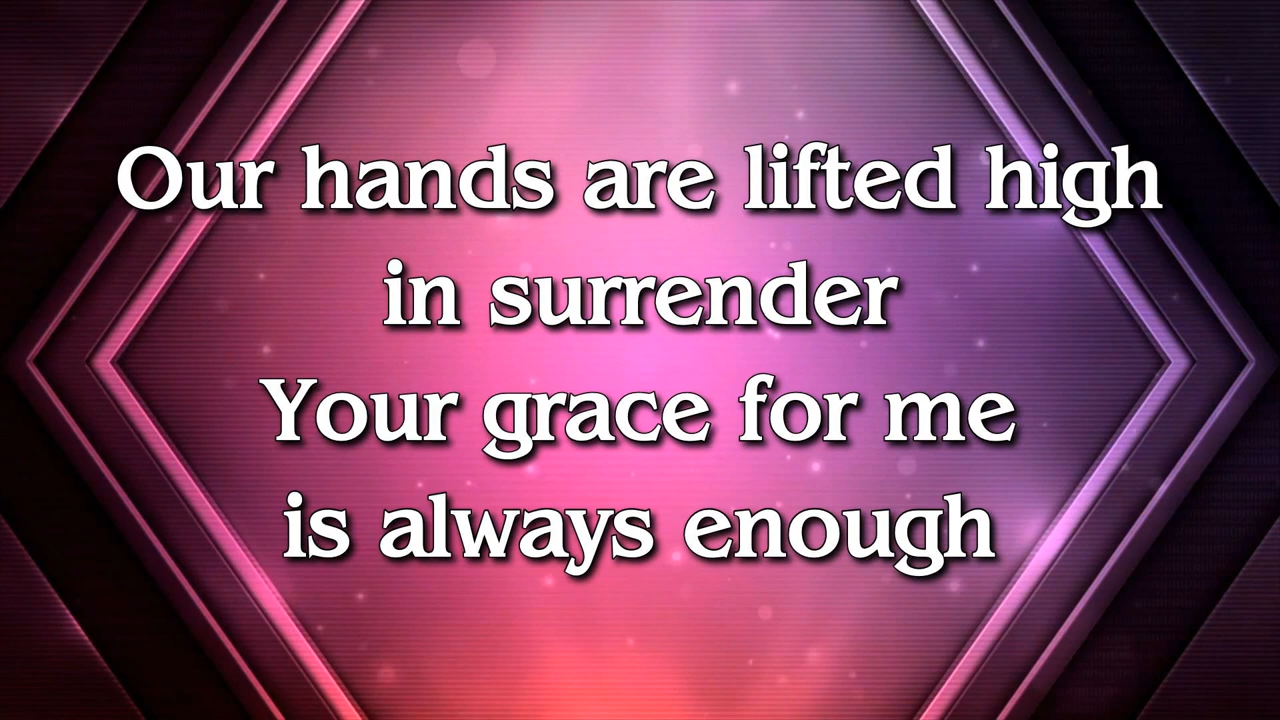 Our hands are lifted high
in surrender
Your grace for me
is always enough